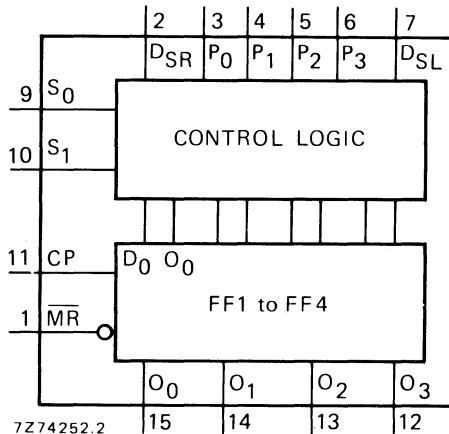 2 3 4 5 6 7
DSR P0 P1 P2 P3 DSL
9 S0
CONTROL LOGIC
10 S1
11 CP
D0 O0
FF1 to FF4
1 M̅R̅
O0 O1 O2 O3
7Z74252.2 15 14 13 12